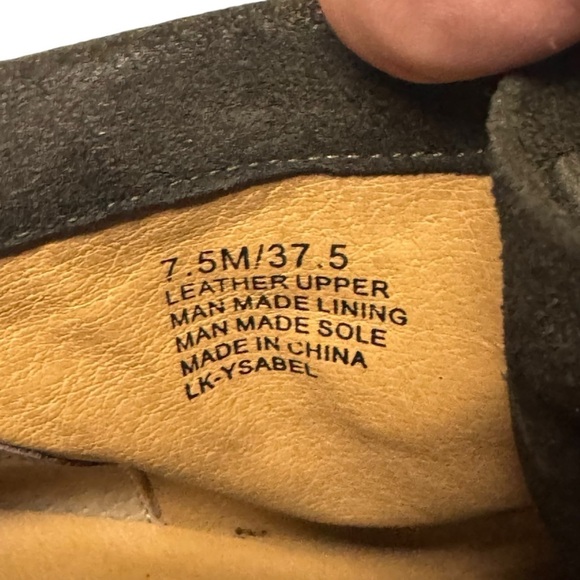 7.5M/37.5
LEATHER UPPER
MAN MADE LINING
MAN MADE SOLE
MADE IN CHINA
LK-YSABEL